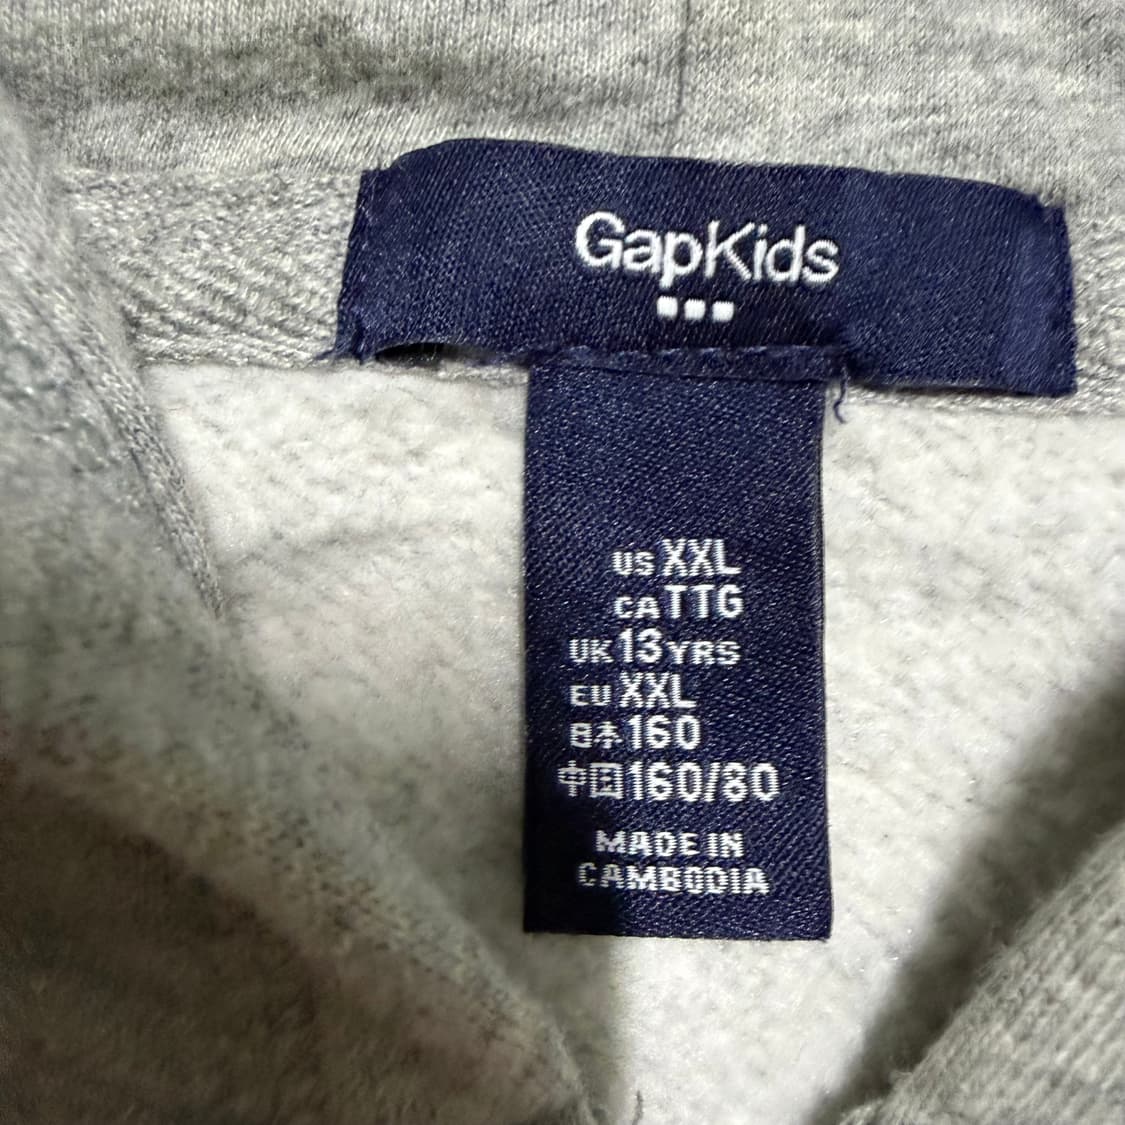 GapKids
US XXL
CA TTG
UK 13 YRS
EU XXL
日本 160
中国 160/80
MADE IN
CAMBODIA